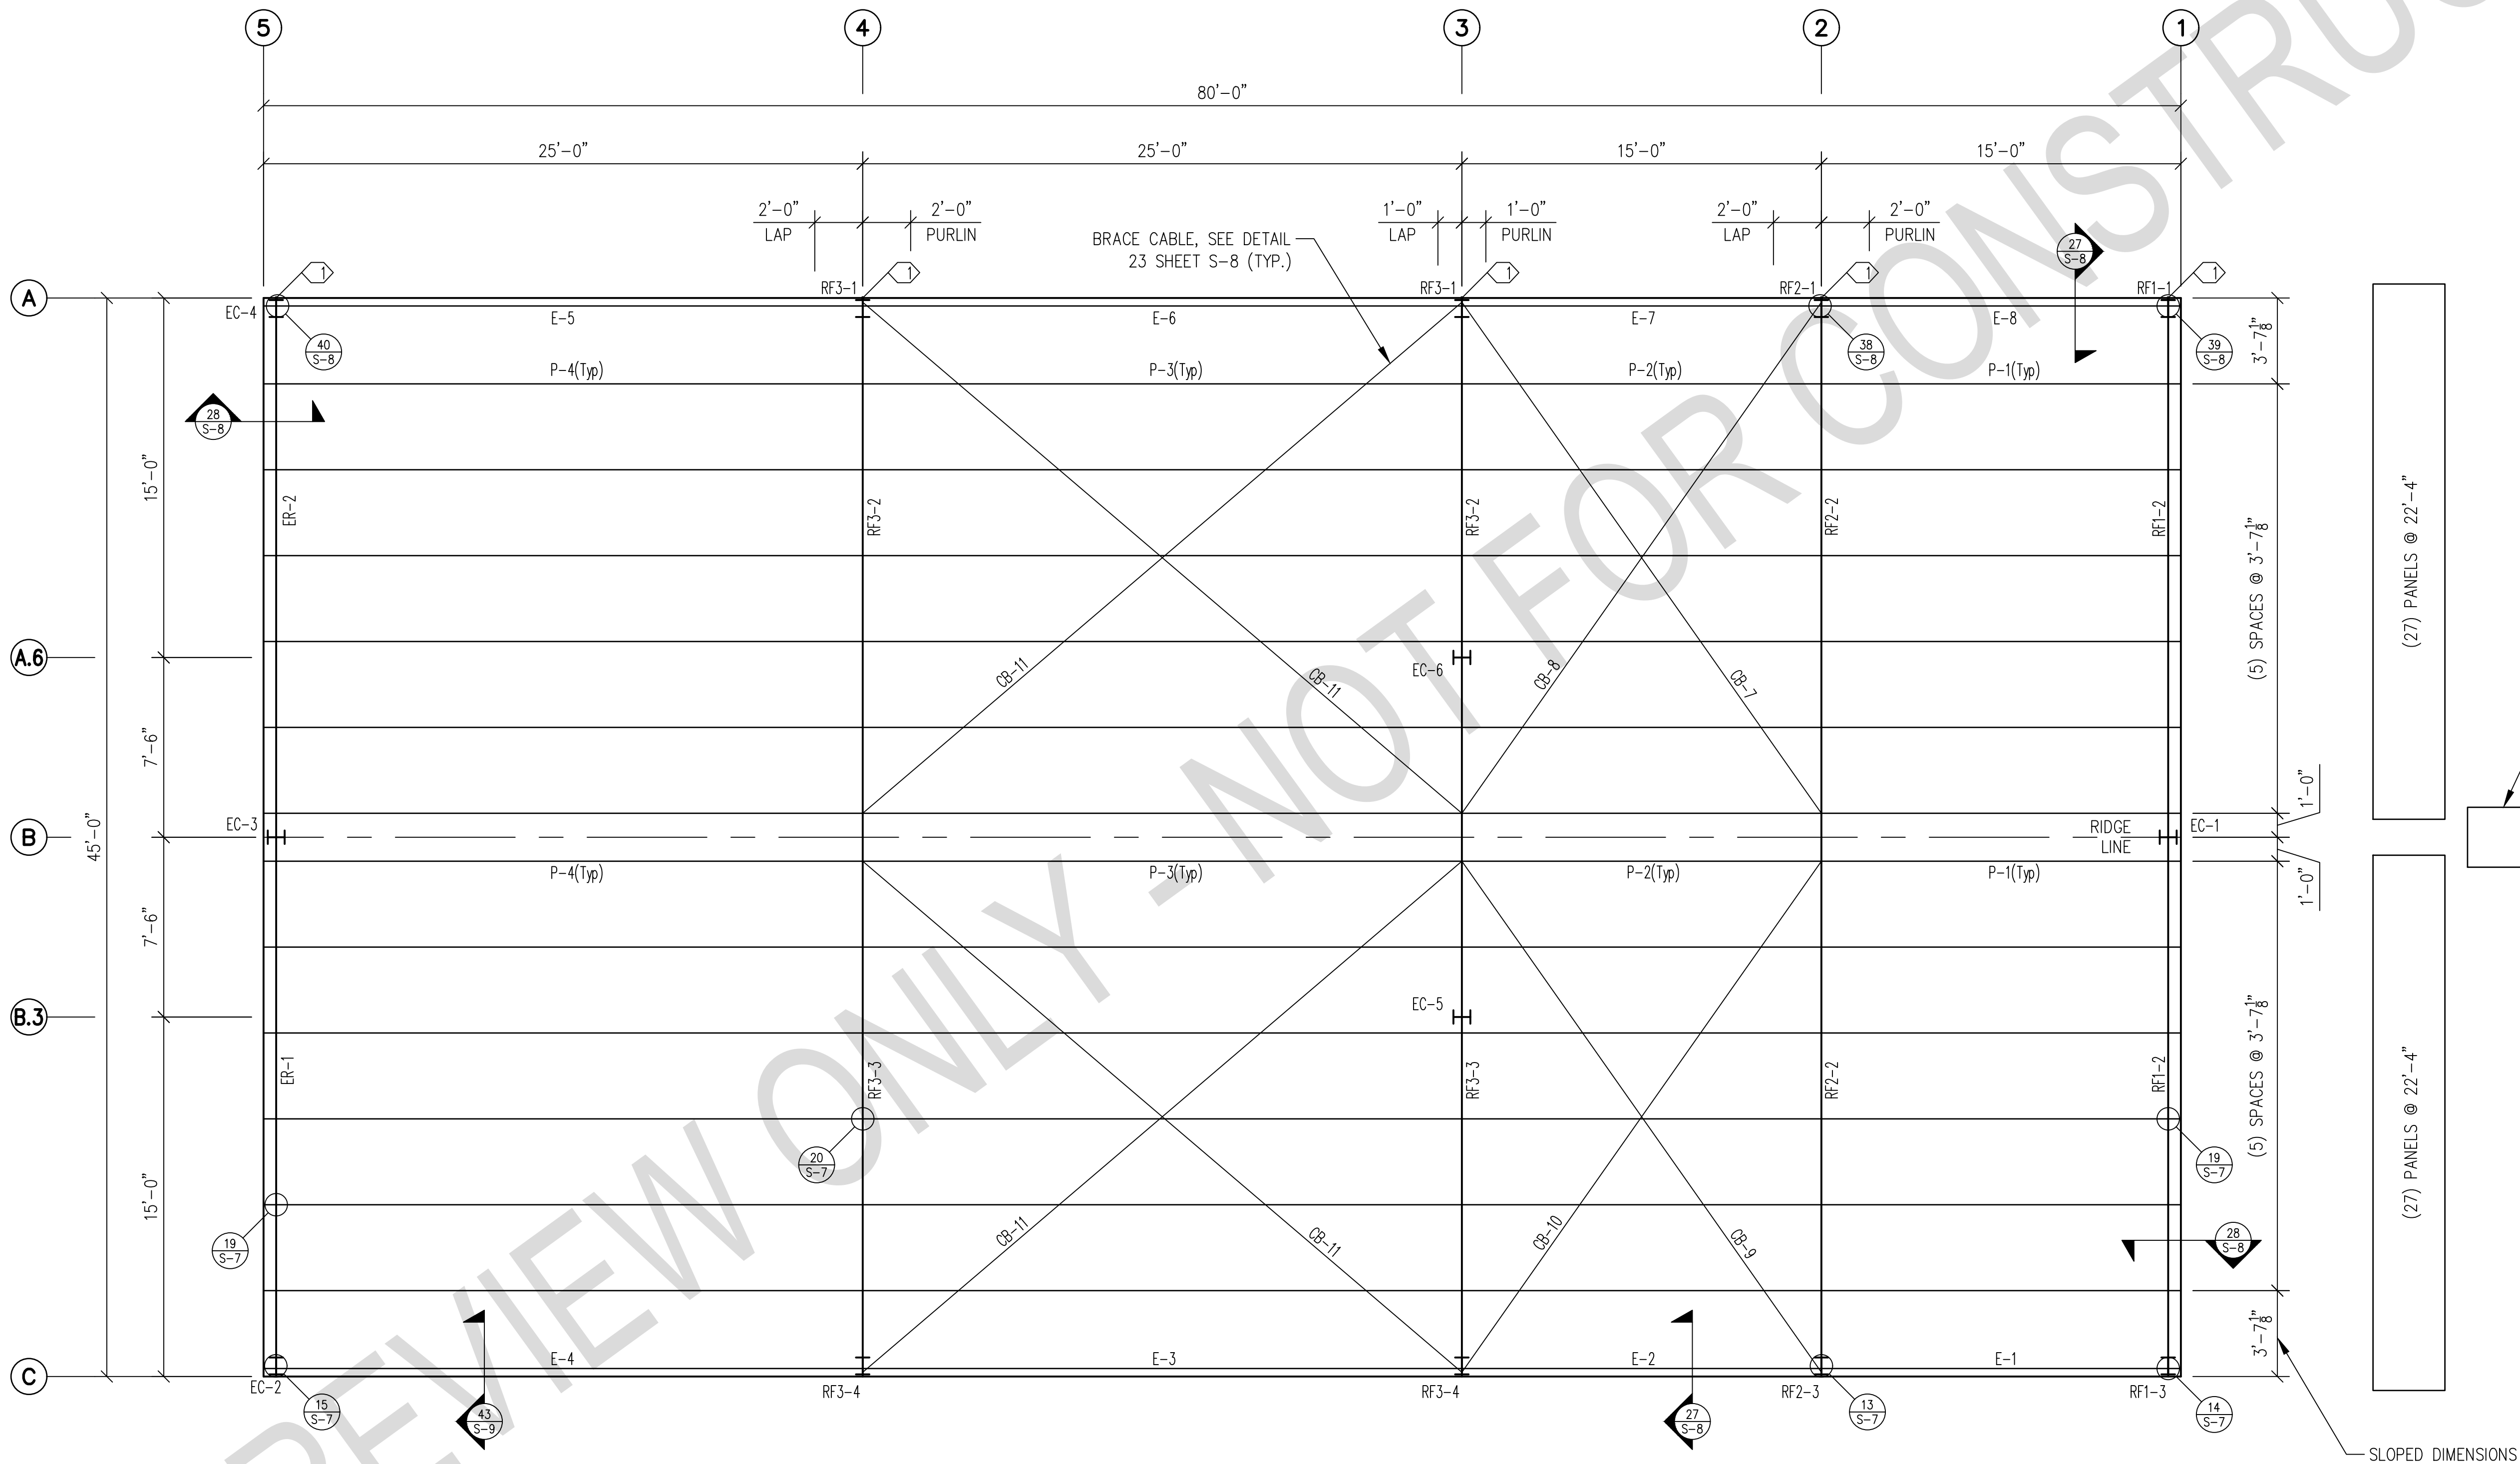 5
4
3
2
1
80'-0"
25'-0"
25'-0"
15'-0"
15'-0"
2'-0"
LAP
2'-0"
PURLIN
1'-0"
LAP
1'-0"
PURLIN
2'-0"
LAP
2'-0"
PURLIN
BRACE CABLE, SEE DETAIL
23 SHEET S-8 (TYP.)
27
S-8
1
1
1
1
1
A
EC-4
RF3-1
RF3-1
RF2-1
RF1-1
E-5
E-6
E-7
E-8
40
S-8
38
S-8
39
S-8
3'-7 1/8"
P-4(Typ)
P-3(Typ)
P-2(Typ)
P-1(Typ)
28
S-8
15'-0"
ER-2
RF3-2
RF3-2
RF2-2
RF1-2
(5) SPACES @ 3'-7 1/8"
(27) PANELS @ 22'-4"
A.6
EC-6
CB-11
CB-11
CB-8
CB-7
7'-6"
1'-0"
45'-0"
B
EC-3
RIDGE
LINE
EC-1
P-4(Typ)
P-3(Typ)
P-2(Typ)
P-1(Typ)
1'-0"
7'-6"
B.3
EC-5
15'-0"
ER-1
RF3-3
RF3-3
RF2-2
RF1-2
(5) SPACES @ 3'-7 1/8"
(27) PANELS @ 22'-4"
20
S-7
19
S-7
19
S-7
CB-11
CB-11
CB-10
CB-9
28
S-8
3'-7 1/8"
C
E-4
E-3
E-2
E-1
EC-2
RF3-4
RF3-4
RF2-3
RF1-3
15
S-7
43
S-9
27
S-8
13
S-7
14
S-7
SLOPED DIMENSIONS
REVIEW ONLY - NOT FOR CONSTRUC